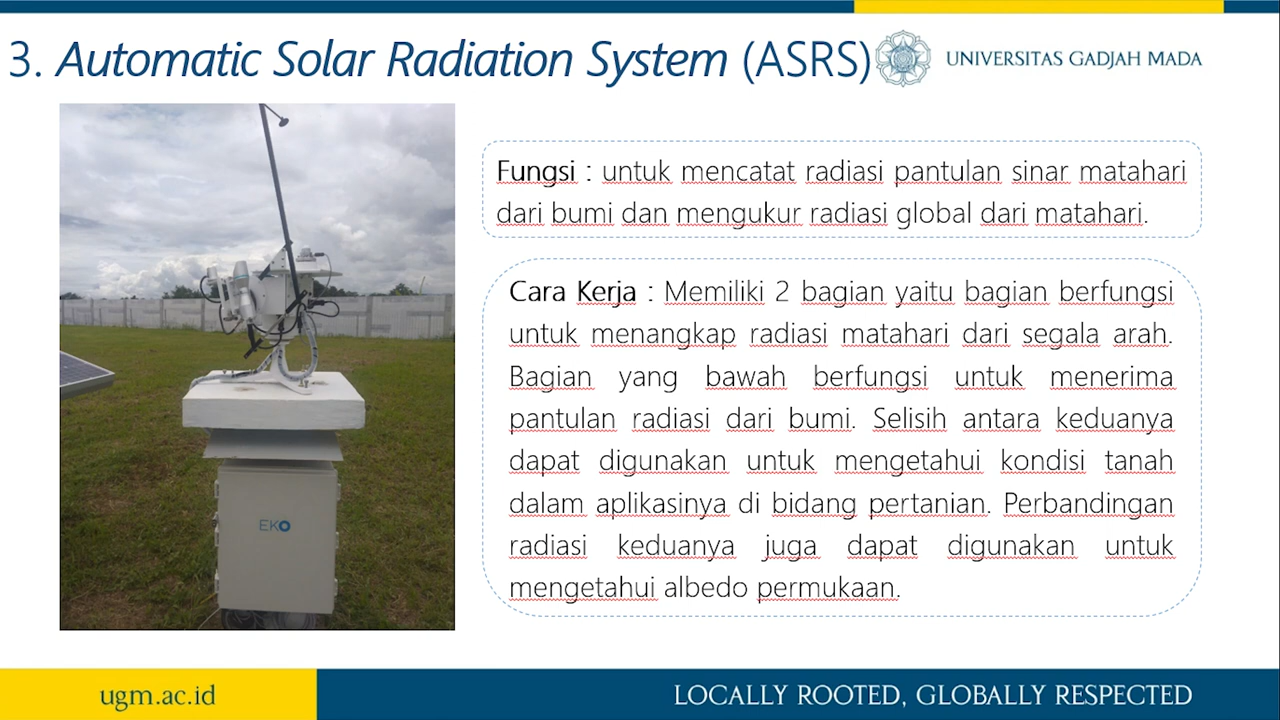 3. Automatic Solar Radiation System (ASRS)
UNIVERSITAS GADJAH MADA
Fungsi : untuk mencatat radiasi pantulan sinar matahari
dari bumi dan mengukur radiasi global dari matahari.
Cara Kerja : Memiliki 2 bagian yaitu bagian berfungsi
untuk menangkap radiasi matahari dari segala arah.
Bagian yang bawah berfungsi untuk menerima
pantulan radiasi dari bumi. Selisih antara keduanya
dapat digunakan untuk mengetahui kondisi tanah
dalam aplikasinya di bidang pertanian. Perbandingan
radiasi keduanya juga dapat digunakan untuk
mengetahui albedo permukaan.
EKO
ugm.ac.id
LOCALLY ROOTED, GLOBALLY RESPECTED